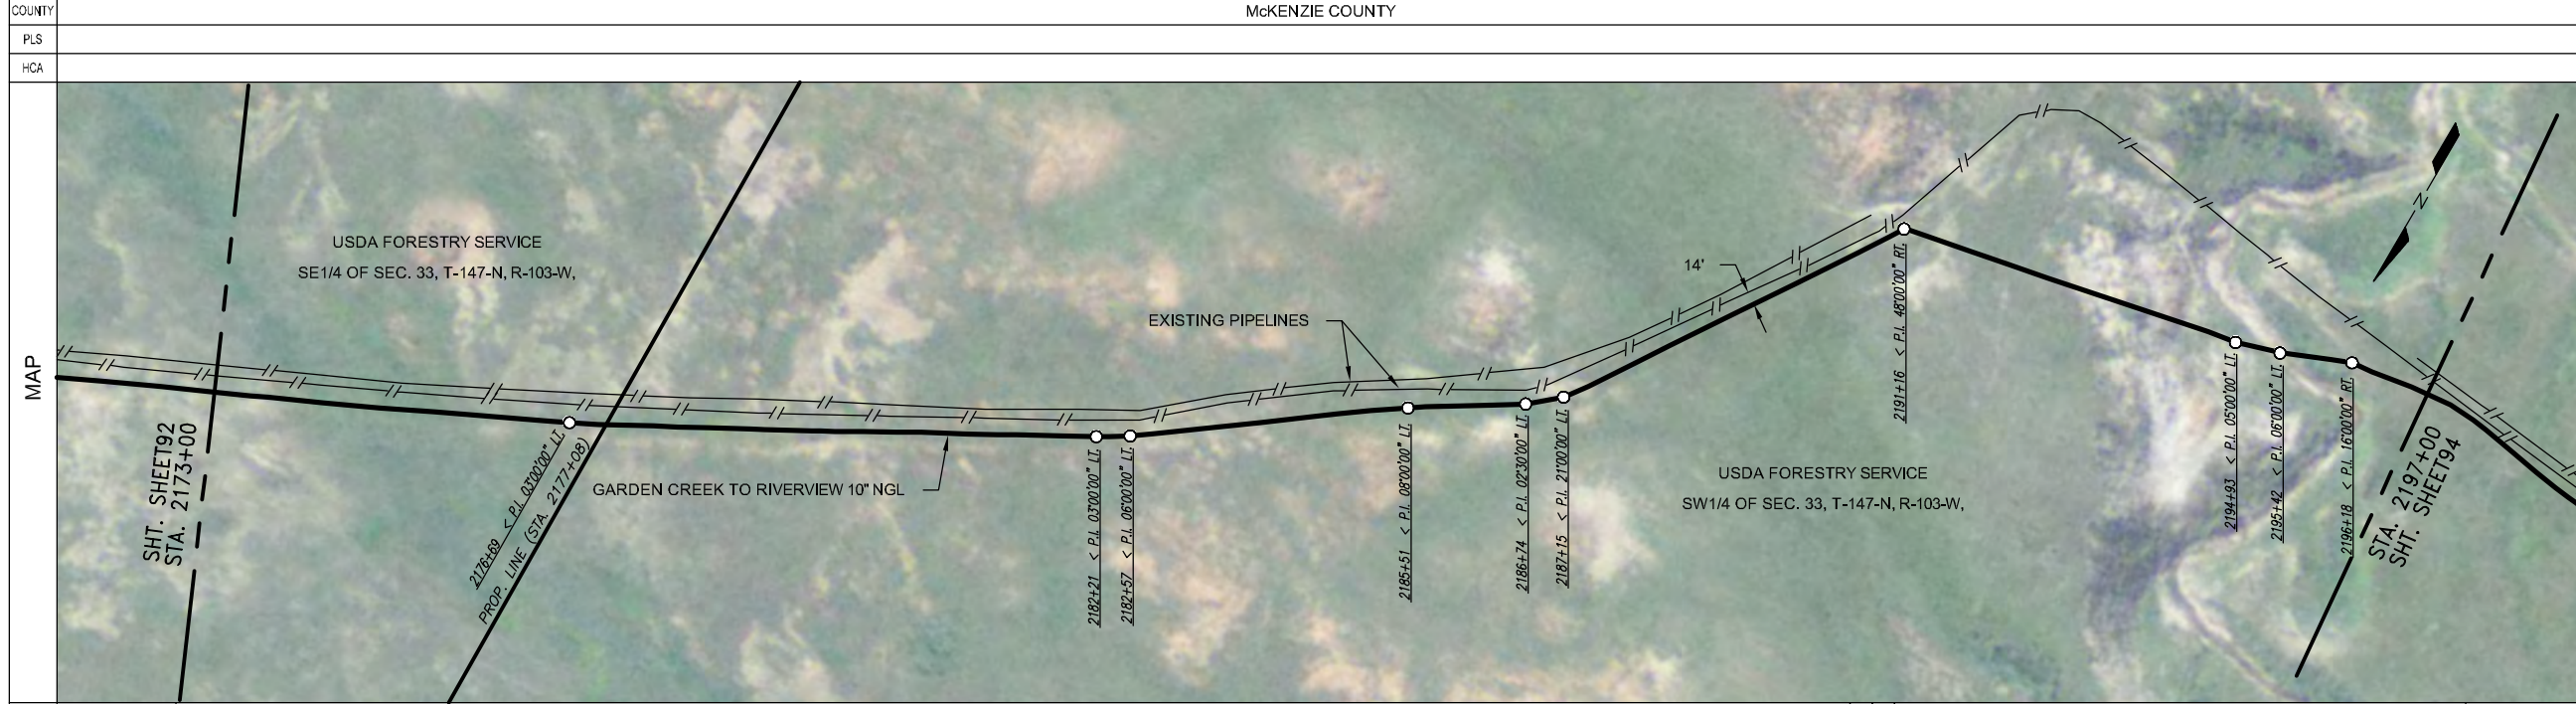 COUNTY
McKENZIE COUNTY
PLS
HCA
MAP
SHT. SHEET92
STA. 2173+00
USDA FORESTRY SERVICE
SE1/4 OF SEC. 33, T-147-N, R-103-W,
2176+69 < P.I. 03°00'00" LT.
PROP. LINE (STA. 2177+08)
GARDEN CREEK TO RIVERVIEW 10" NGL
2182+21 < P.I. 03°00'00" LT.
2182+57 < P.I. 06°00'00" LT.
EXISTING PIPELINES
2185+51 < P.I. 08°00'00" LT.
2186+74 < P.I. 02°30'00" LT.
2187+15 < P.I. 21°00'00" LT.
14'
2191+16 < P.I. 48°00'00" RT.
USDA FORESTRY SERVICE
SW1/4 OF SEC. 33, T-147-N, R-103-W,
2194+93 < P.I. 05°00'00" LT.
2195+42 < P.I. 06°00'00" LT.
2196+18 < P.I. 16°00'00" RT.
N
STA. 2197+00
SHT. SHEET94